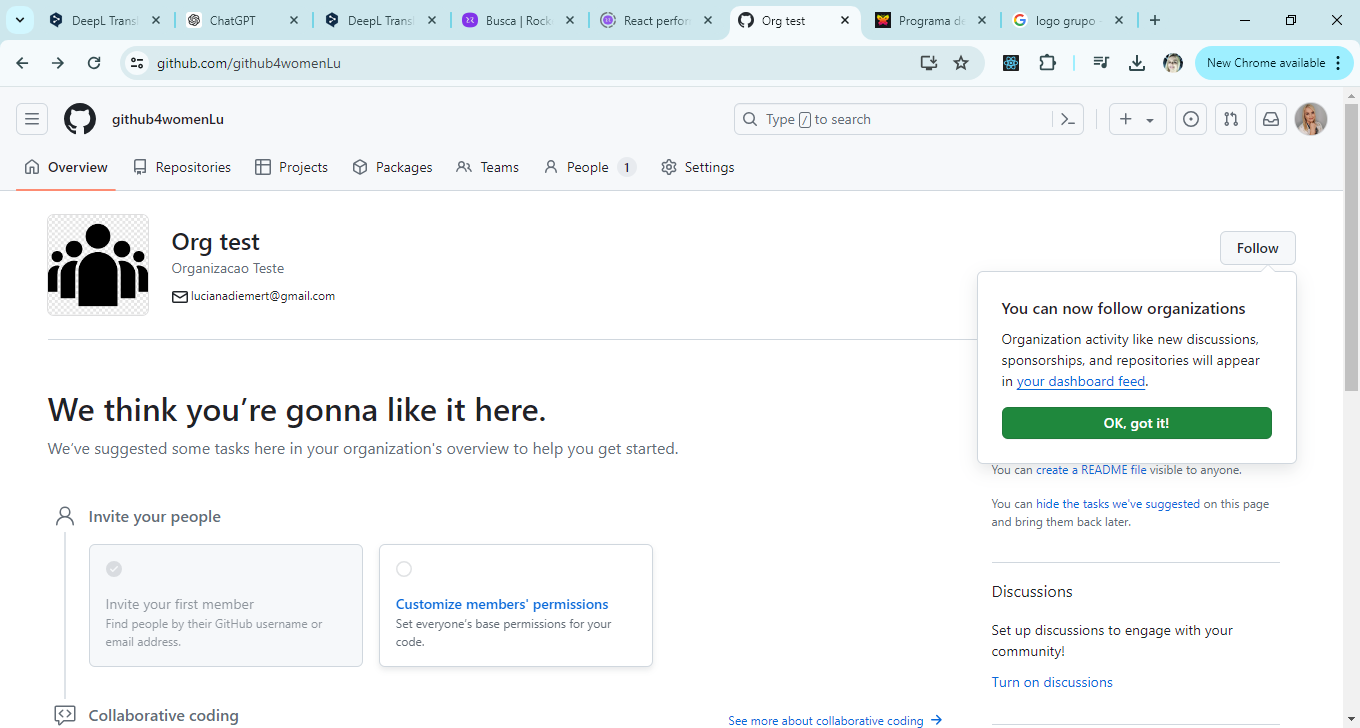 DeepL Transl
ChatGPT
DeepL Transl
Busca | Rock
React perfor
Org test
Programa de
logo grupo -
github.com/github4womenLu
New Chrome available
github4womenLu
Type / to search
Overview
Repositories
Projects
Packages
Teams
People 1
Settings
Org test
Organizacao Teste
lucianadiemert@gmail.com
Follow
You can now follow organizations
Organization activity like new discussions,
sponsorships, and repositories will appear
in your dashboard feed.
OK, got it!
We think you’re gonna like it here.
We’ve suggested some tasks here in your organization's overview to help you get started.
You can create a README file visible to anyone.
You can hide the tasks we've suggested on this page
and bring them back later.
Invite your people
Invite your first member
Find people by their GitHub username or
email address.
Customize members' permissions
Set everyone’s base permissions for your
code.
Discussions
Set up discussions to engage with your
community!
Turn on discussions
Collaborative coding
See more about collaborative coding